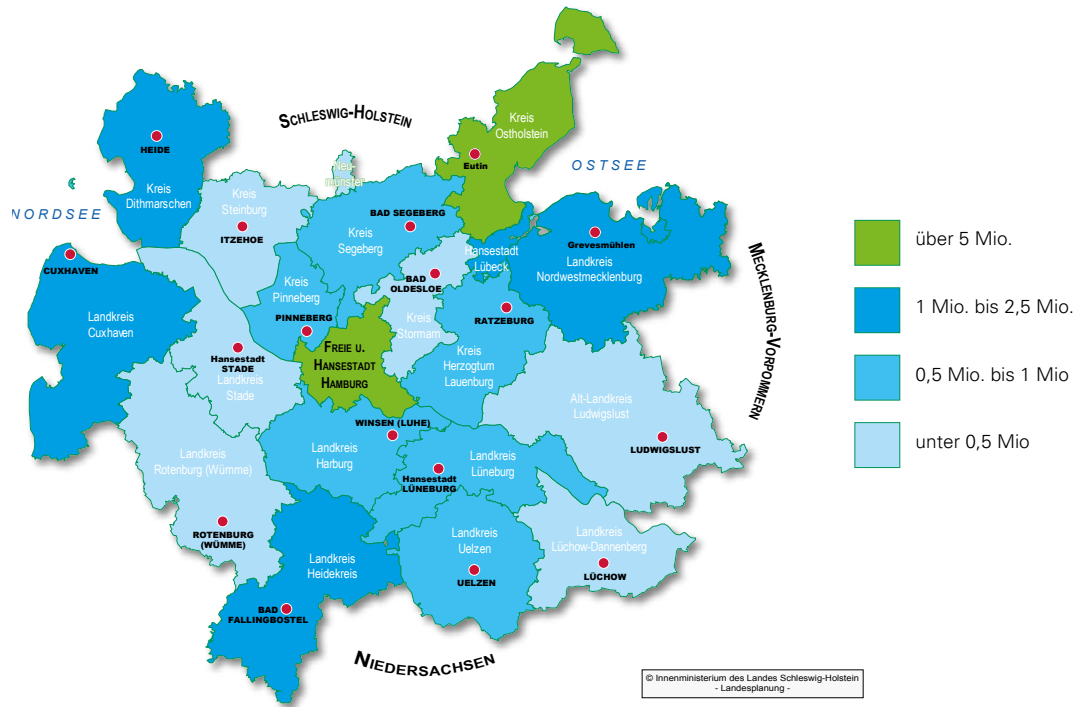 SCHLESWIG-HOLSTEIN
Kreis
Ostholstein
Eutin
OSTSEE
HEIDE
Kreis
Dithmarschen
NORDSEE
Neu-
münster
Kreis
Steinburg
ITZEHOE
BAD SEGEBERG
Kreis
Segeberg
Hansestadt
Lübeck
Grevesmühlen
Landkreis
Nordwestmecklenburg
MECKLENBURG-VORPOMMERN
CUXHAVEN
Landkreis
Cuxhaven
Kreis
Pinneberg
PINNEBERG
BAD
OLDESLOE
Kreis
Stormarn
RATZEBURG
Kreis
Herzogtum
Lauenburg
FREIE U.
HANSESTADT
HAMBURG
Hansestadt
STADE
Landkreis
Stade
Alt-Landkreis
Ludwigslust
LUDWIGSLUST
WINSEN (LUHE)
Landkreis
Harburg
Landkreis
Lüneburg
Hansestadt
LÜNEBURG
Landkreis
Rotenburg (Wümme)
ROTENBURG
(WÜMME)
Landkreis
Heidekreis
BAD
FALLINGBOSTEL
Landkreis
Uelzen
UELZEN
Landkreis
Lüchow-Dannenberg
LÜCHOW
NIEDERSACHSEN
über 5 Mio.
1 Mio. bis 2,5 Mio.
0,5 Mio. bis 1 Mio
unter 0,5 Mio
© Innenministerium des Landes Schleswig-Holstein
- Landesplanung -